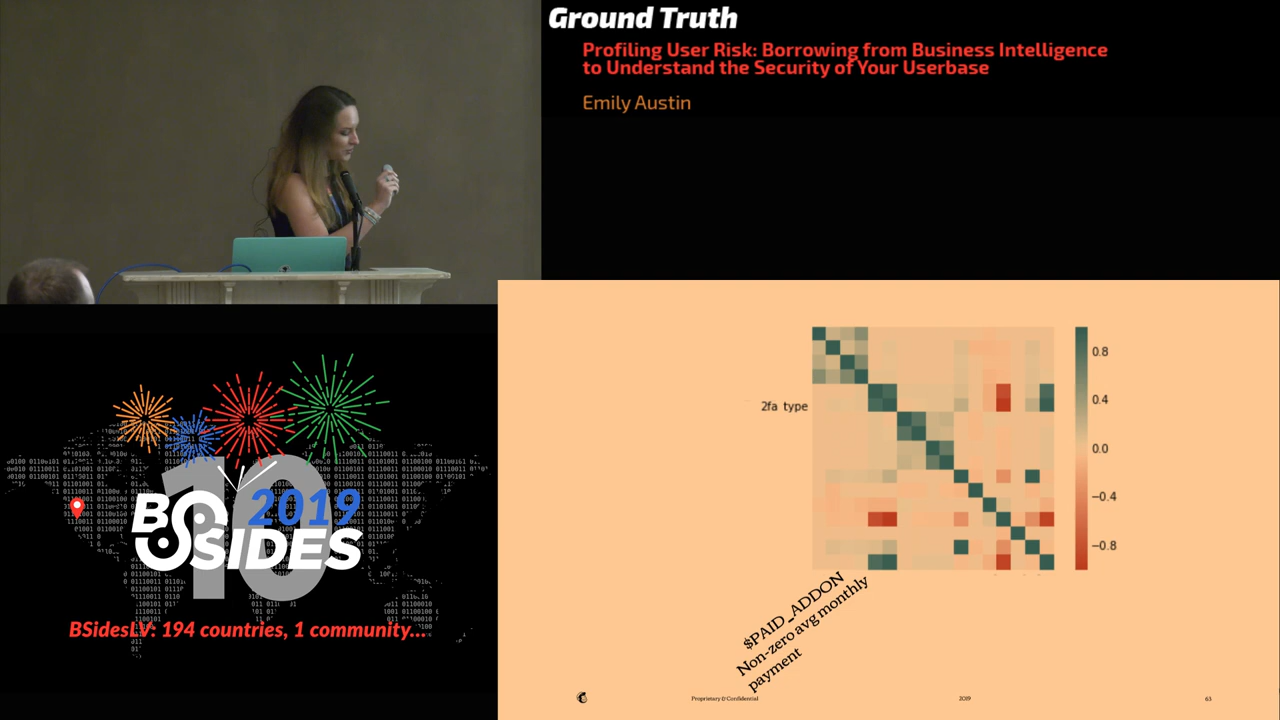 Ground Truth
Profiling User Risk: Borrowing from Business Intelligence
to Understand the Security of Your Userbase
Emily Austin
10
2019
BSIDES
BSidesLV: 194 countries, 1 community...
2fa type
0.8
0.4
0.0
−0.4
−0.8
$PAID_ADDON
Non-zero avg monthly
payment
Proprietary & Confidential
2019
63